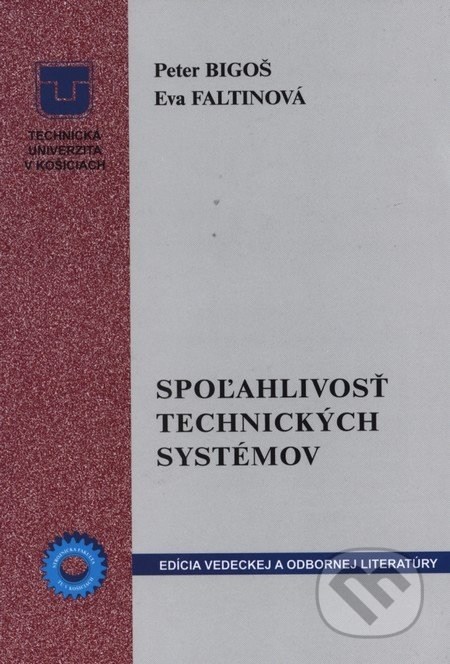 Peter BIGOŠ
Eva FALTINOVÁ
TECHNICKÁ
UNIVERZITA
V KOŠICIACH
SPOĽAHLIVOSŤ
TECHNICKÝCH
SYSTÉMOV
EDÍCIA VEDECKEJ A ODBORNEJ LITERATÚRY